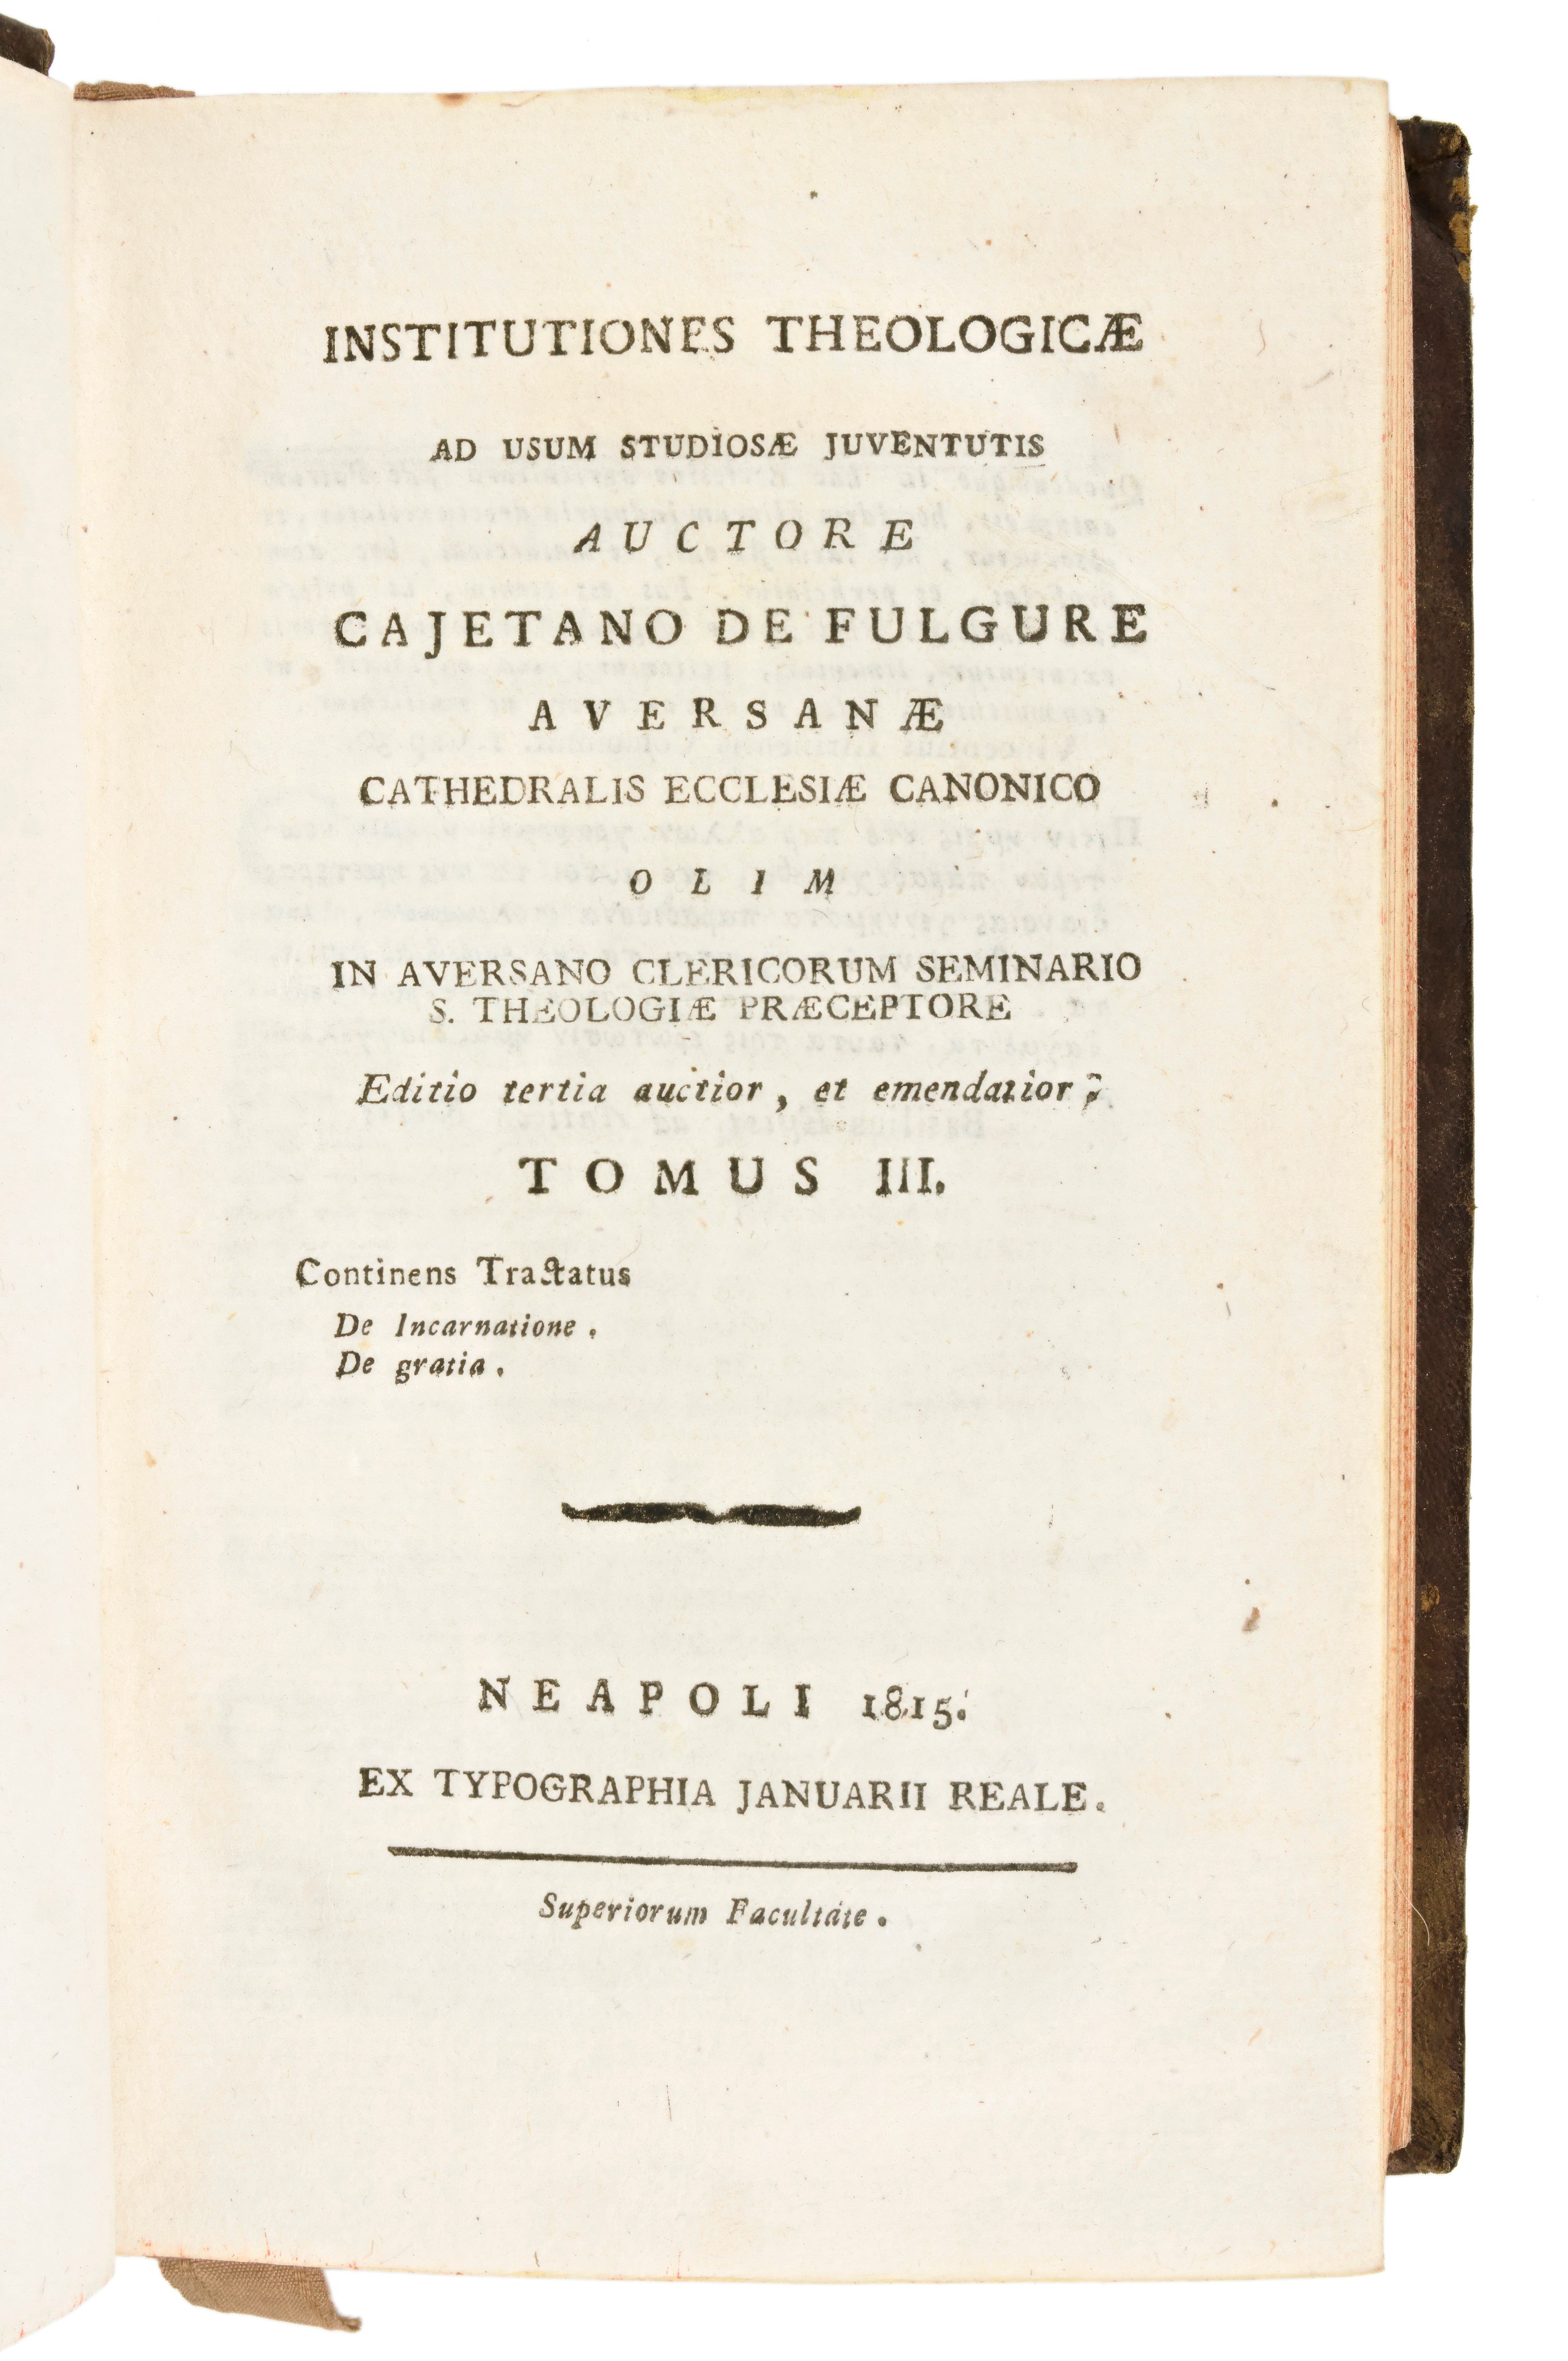 INSTITUTIONES THEOLOGICÆ
AD USUM STUDIOSÆ JUVENTUTIS
AUCTORE
CAJETANO DE FULGURE
AVERSANÆ
CATHEDRALIS ECCLESIÆ CANONICO
OLIM
IN AVERSANO CLERICORUM SEMINARIO
S. THEOLOGIÆ PRÆCEPTORE
Editio tertia auctior, et emendatior;
TOMUS III.
Continens Tractatus
De Incarnatione.
De gratia.
NEAPOLI 1815.
EX TYPOGRAPHIA JANUARII REALE.
Superiorum Facultate.